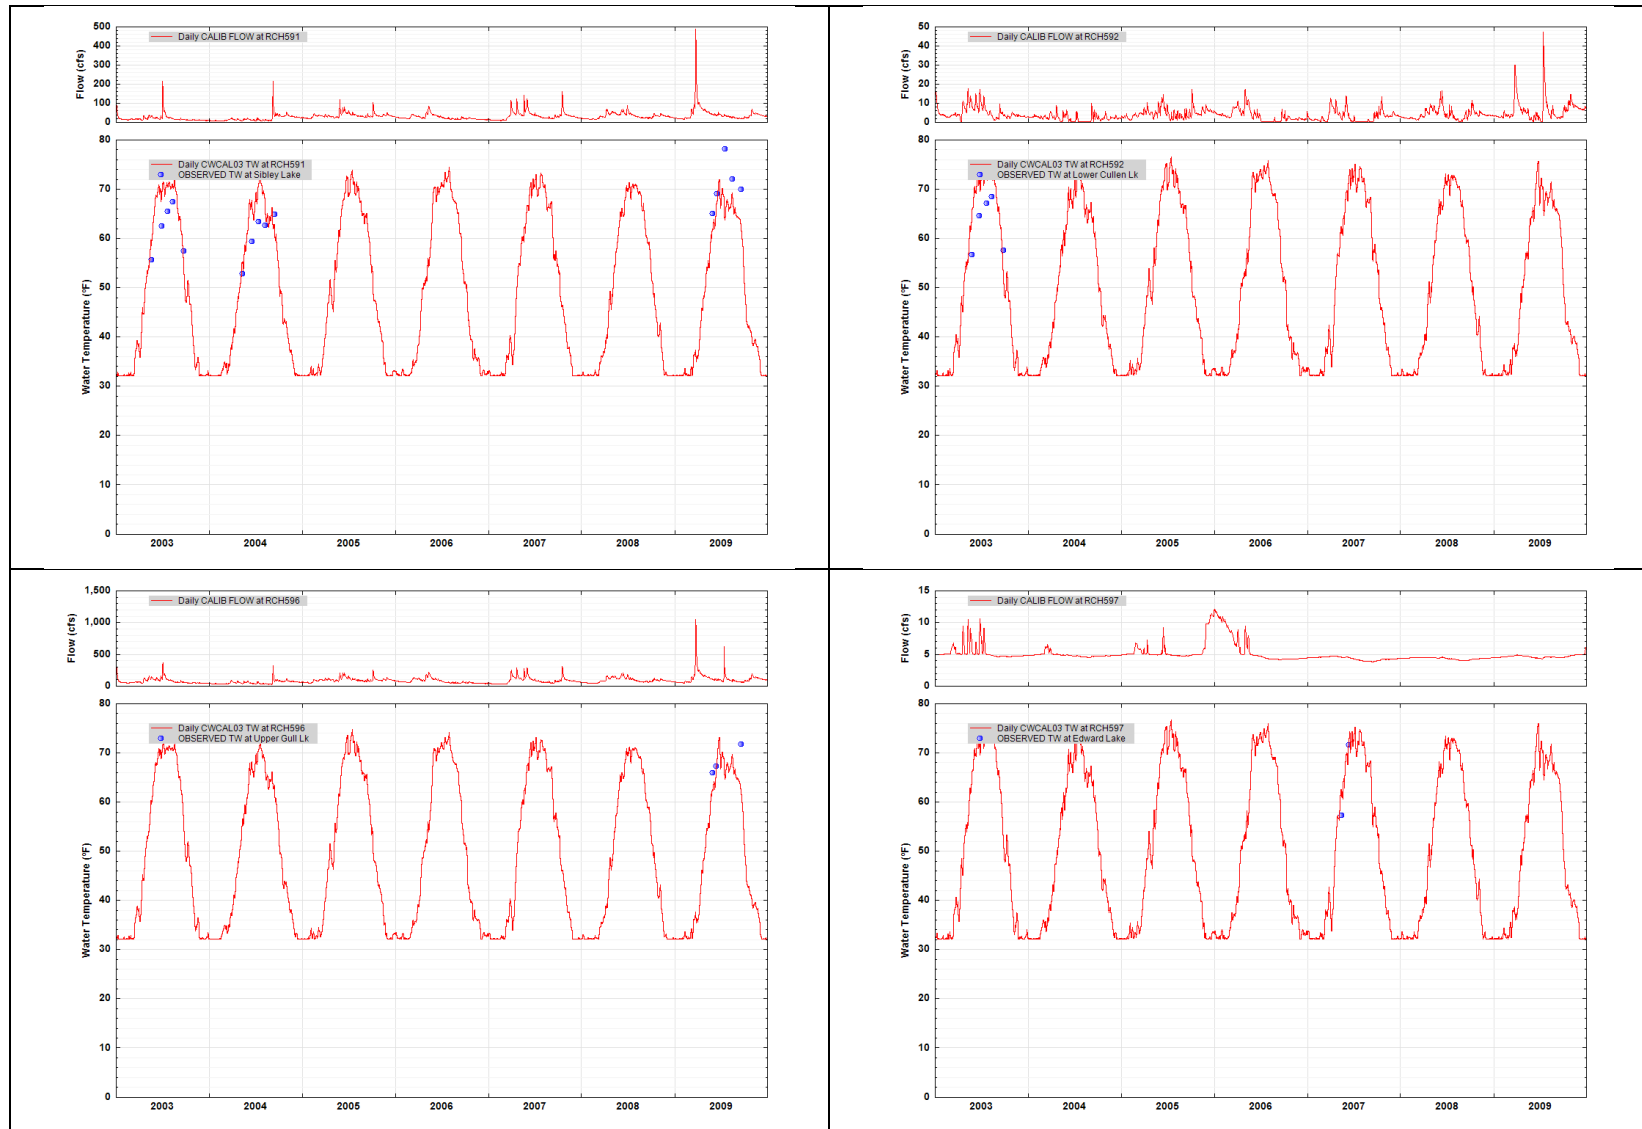 500
400
300
200
100
0
Flow (cfs)
Daily CALIB FLOW at RCH591
80
70
60
50
40
30
20
10
0
Water Temperature (ºF)
Daily CWCAL03 TW at RCH591
OBSERVED TW at Sibley Lake
2003 2004 2005 2006 2007 2008 2009
50
40
30
20
10
0
Flow (cfs)
Daily CALIB FLOW at RCH592
80
70
60
50
40
30
20
10
0
Water Temperature (ºF)
Daily CWCAL03 TW at RCH592
OBSERVED TW at Lower Cullen Lk
2003 2004 2005 2006 2007 2008 2009
1,500
1,000
500
0
Flow (cfs)
Daily CALIB FLOW at RCH596
80
70
60
50
40
30
20
10
0
Water Temperature (ºF)
Daily CWCAL03 TW at RCH596
OBSERVED TW at Upper Gull Lk
2003 2004 2005 2006 2007 2008 2009
15
10
5
0
Flow (cfs)
Daily CALIB FLOW at RCH597
80
70
60
50
40
30
20
10
0
Water Temperature (ºF)
Daily CWCAL03 TW at RCH597
OBSERVED TW at Edward Lake
2003 2004 2005 2006 2007 2008 2009